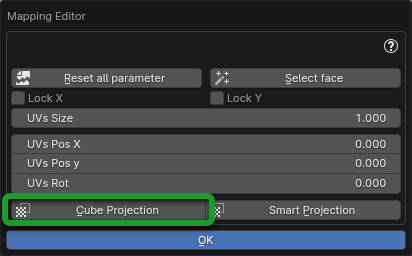 Mapping Editor
?
Reset all parameter Select face
Lock X Lock Y
UVs Size 1.000
UVs Pos X 0.000
UVs Pos y 0.000
UVs Rot 0.000
Cube Projection Smart Projection
OK